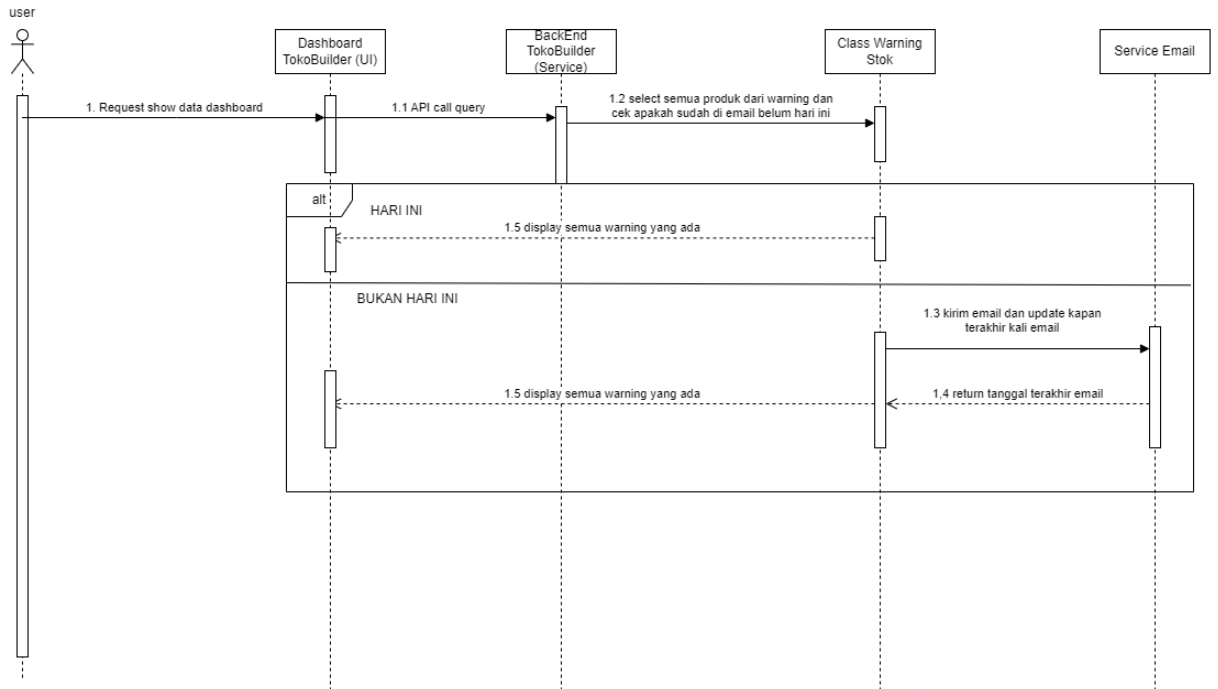 user
Dashboard
TokoBuilder (UI)
BackEnd
TokoBuilder
(Service)
Class Warning
Stok
Service Email
1. Request show data dashboard
1.1 API call query
1.2 select semua produk dari warning dan
cek apakah sudah di email belum hari ini
alt
HARI INI
1.5 display semua warning yang ada
BUKAN HARI INI
1.3 kirim email dan update kapan
terakhir kali email
1.5 display semua warning yang ada
1,4 return tanggal terakhir email